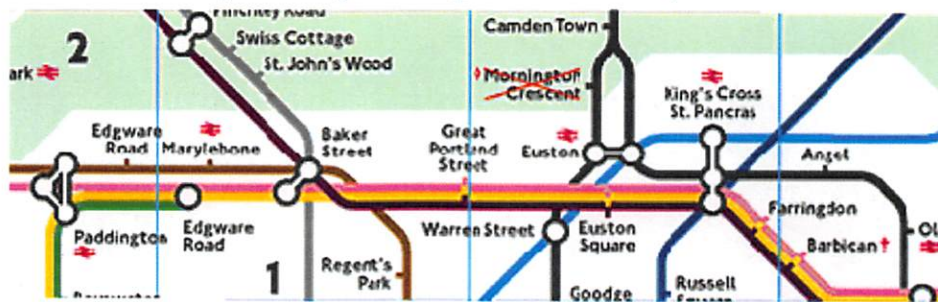 Finchley Road
Swiss Cottage
St. John's Wood
2
ark
Camden Town
Mornington
Crescent
King's Cross
St. Pancras
Edgware
Road
Marylebone
Baker
Street
Great
Portland
Street
Euston
Angel
Paddington
Edgware
Road
1
Regent's
Park
Warren Street
Euston
Square
Goodge
Farringdon
Barbican
Ol
Russell